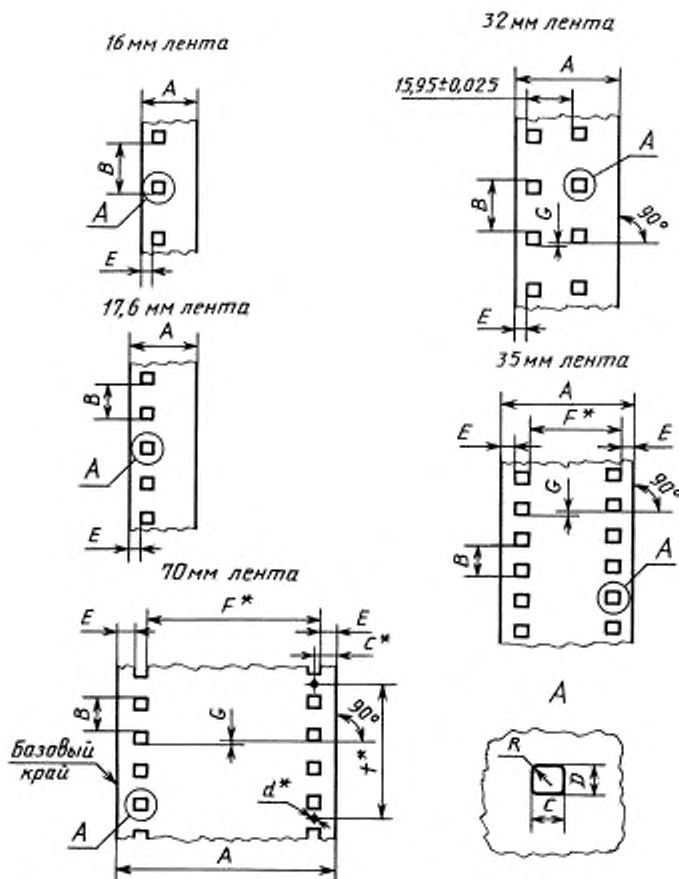 16 мм лента
A
B
A
E
32 мм лента
A
15,95±0,025
A
B
G
90°
E
17,6 мм лента
A
B
A
E
35 мм лента
A
E
F*
E
G
90°
B
A
70 мм лента
E
F*
E
c*
B
G
90°
t*
Базовый
край
d*
A
A
A
R
D
C